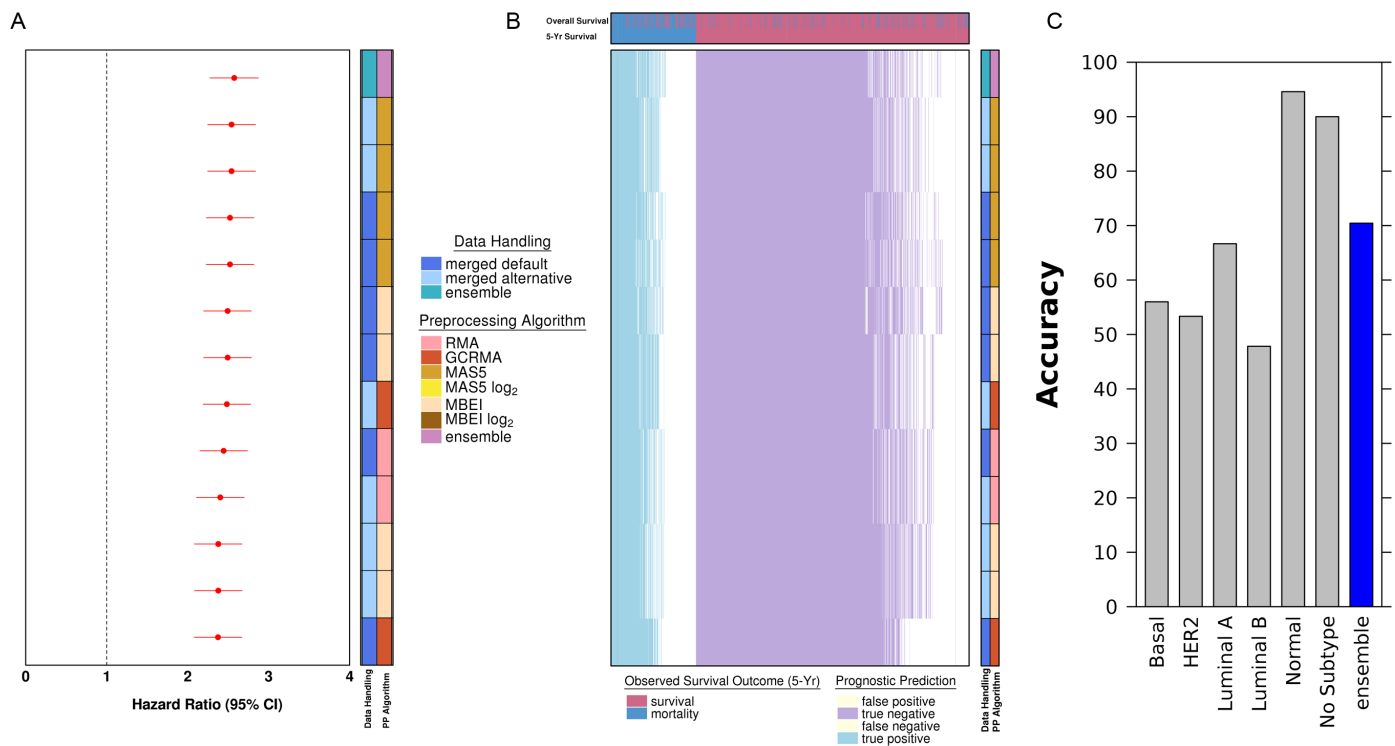 A
0
1
2
3
4
Hazard Ratio (95% CI)
Data Handling
PP Algorithm
Data Handling
merged default
merged alternative
ensemble
Preprocessing Algorithm
RMA
GCRMA
MAS5
MAS5 log2
MBEI
MBEI log2
ensemble
B
Overall Survival
5-Yr Survival
Data Handling
PP Algorithm
Observed Survival Outcome (5-Yr)
survival
mortality
Prognostic Prediction
false positive
true negative
false negative
true positive
C
Accuracy
100
90
80
70
60
50
40
30
20
10
0
Basal
HER2
Luminal A
Luminal B
Normal
No Subtype
ensemble